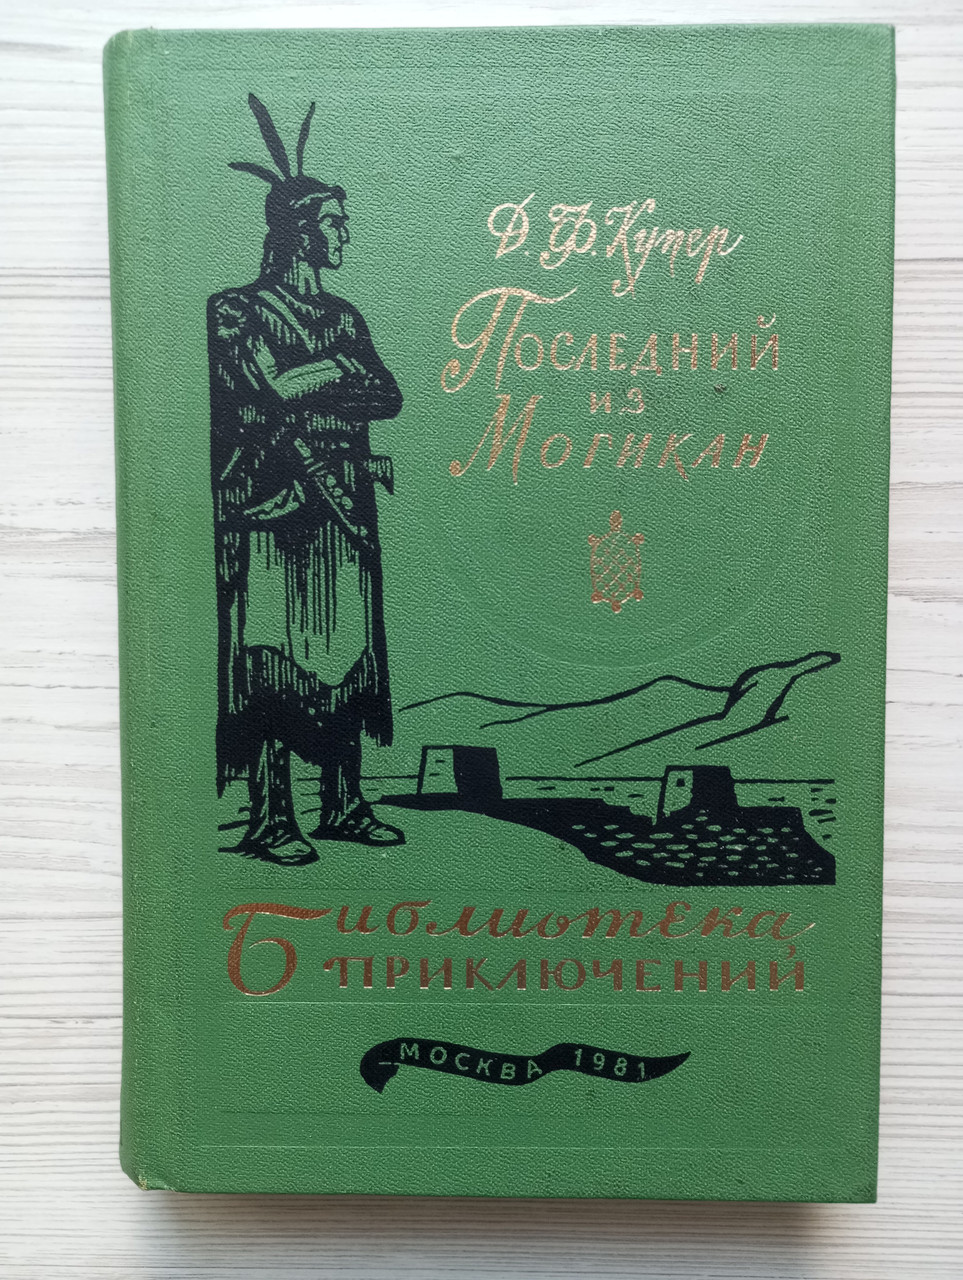 Д. Ф. Купер
Последний
из
Могикан
Библиотека
приключений
Москва 1981